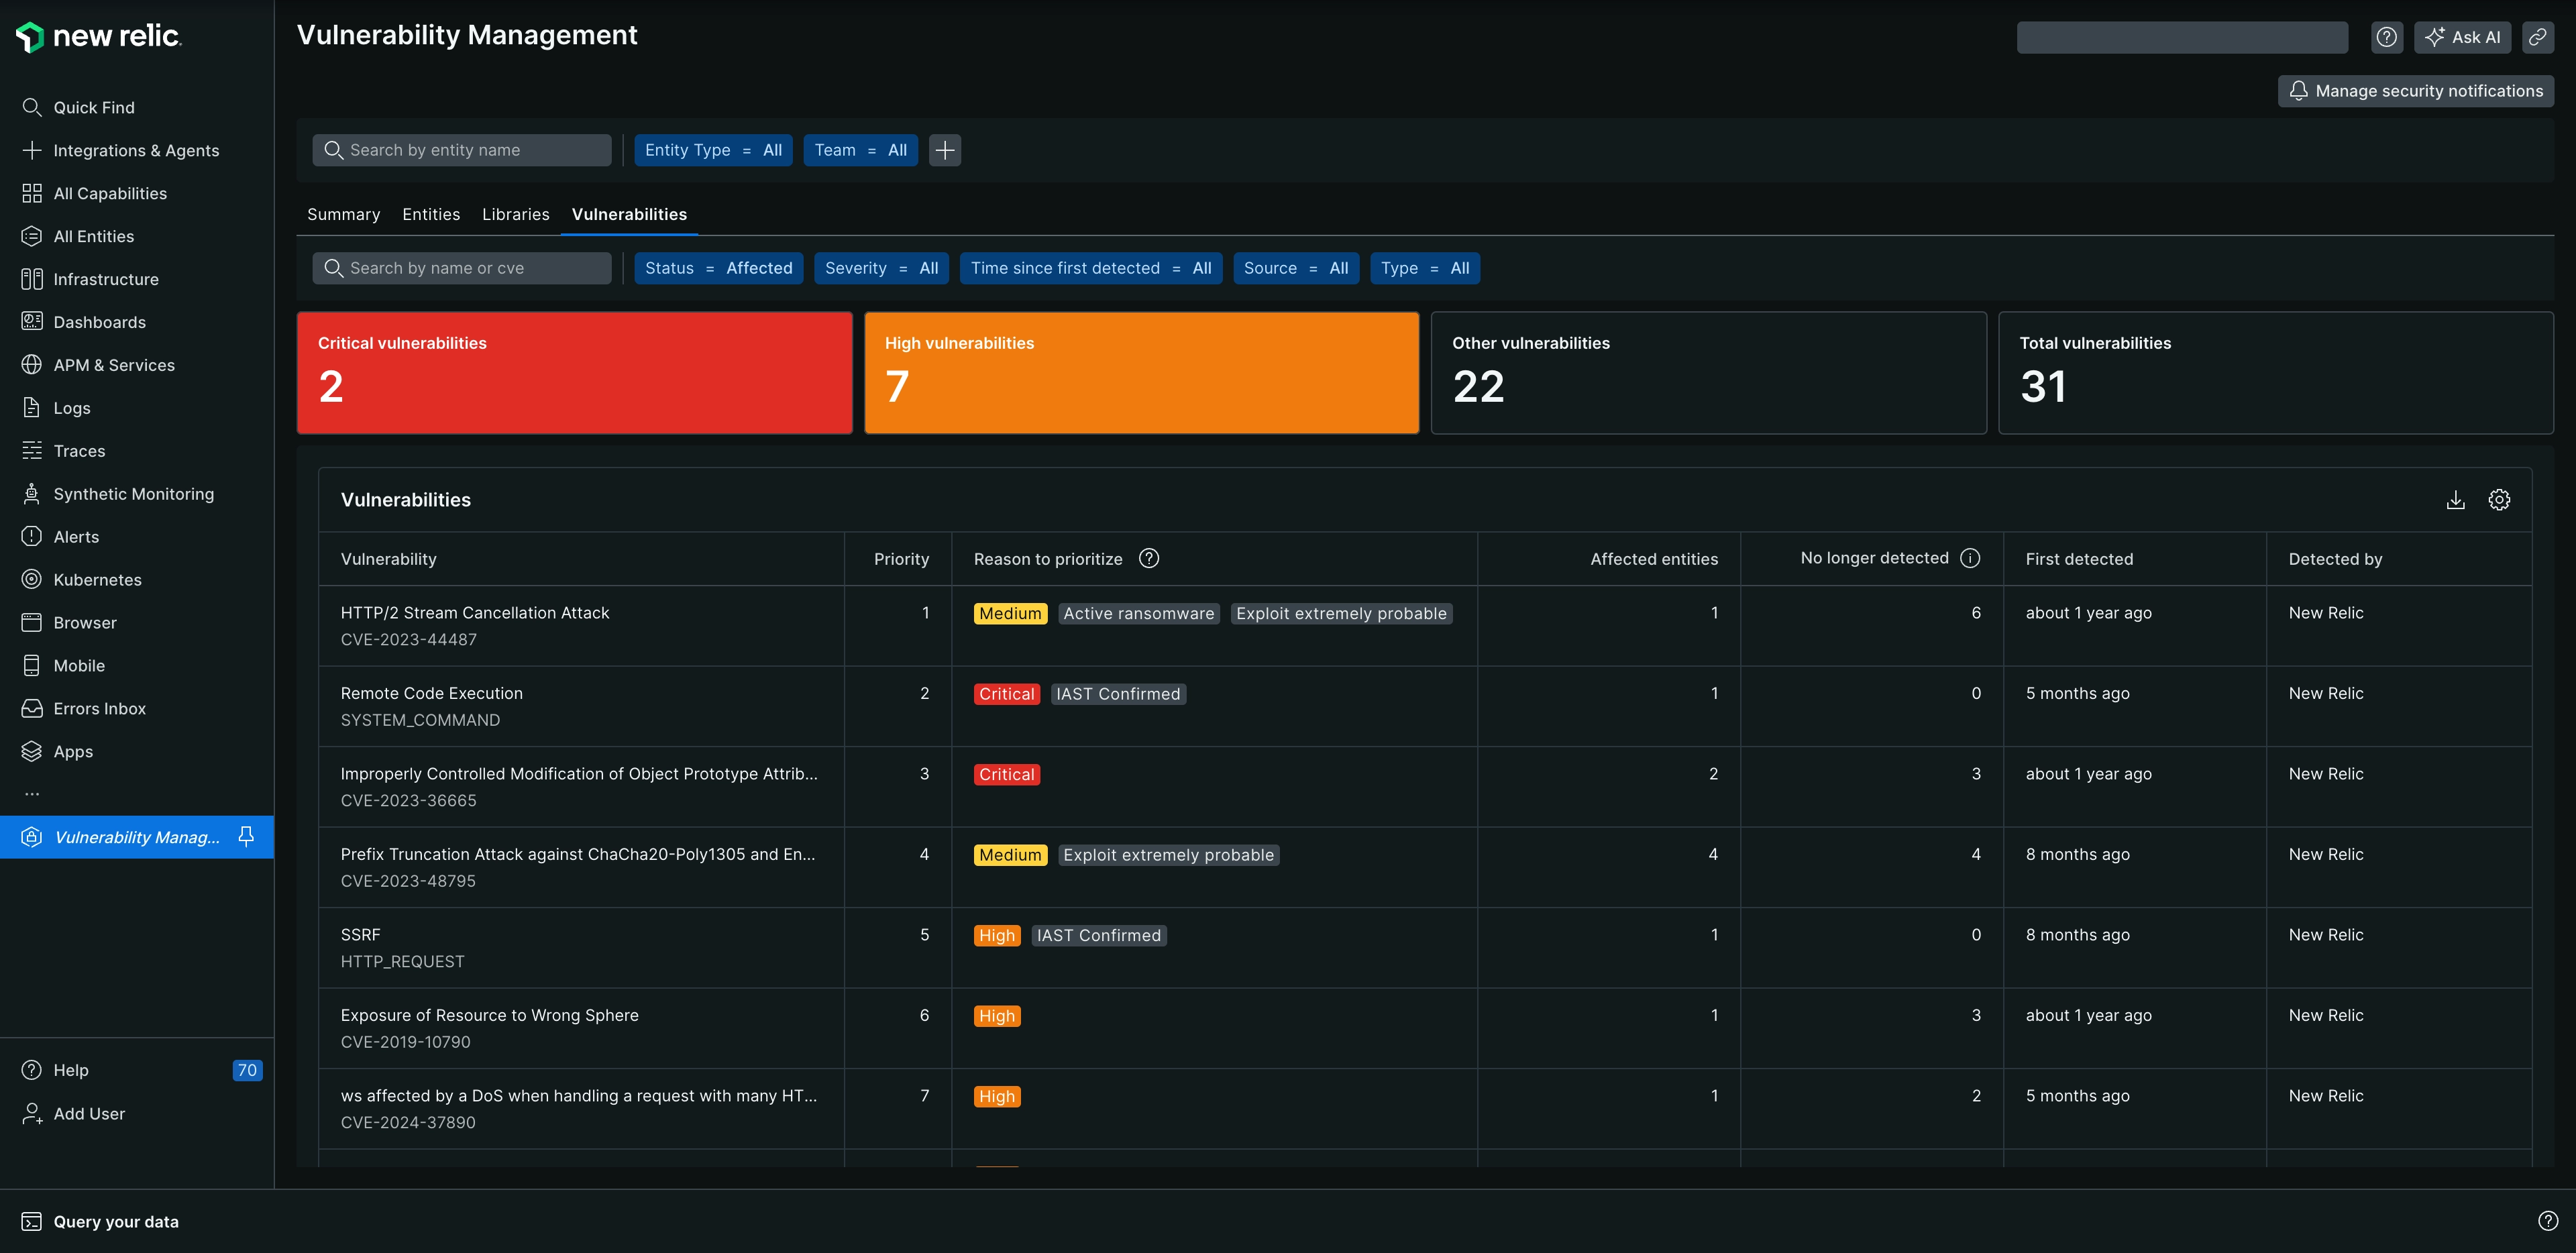 new relic.
Quick Find
Integrations & Agents
All Capabilities
All Entities
Infrastructure
Dashboards
APM & Services
Logs
Traces
Synthetic Monitoring
Alerts
Kubernetes
Browser
Mobile
Errors Inbox
Apps
...
Vulnerability Manag...
Help 70
Add User
Query your data
Vulnerability Management
Ask AI
Manage security notifications
Search by entity name Entity Type = All Team = All
Summary Entities Libraries Vulnerabilities
Search by name or cve Status = Affected Severity = All Time since first detected = All Source = All Type = All
Critical vulnerabilities
2
High vulnerabilities
7
Other vulnerabilities
22
Total vulnerabilities
31
Vulnerabilities
Vulnerability Priority Reason to prioritize Affected entities No longer detected First detected Detected by
HTTP/2 Stream Cancellation Attack 1 Medium Active ransomware Exploit extremely probable 1 6 about 1 year ago New Relic
CVE-2023-44487
Remote Code Execution 2 Critical IAST Confirmed 1 0 5 months ago New Relic
SYSTEM_COMMAND
Improperly Controlled Modification of Object Prototype Attrib... 3 Critical 2 3 about 1 year ago New Relic
CVE-2023-36665
Prefix Truncation Attack against ChaCha20-Poly1305 and En... 4 Medium Exploit extremely probable 4 4 8 months ago New Relic
CVE-2023-48795
SSRF 5 High IAST Confirmed 1 0 8 months ago New Relic
HTTP_REQUEST
Exposure of Resource to Wrong Sphere 6 High 1 3 about 1 year ago New Relic
CVE-2019-10790
ws affected by a DoS when handling a request with many HT... 7 High 1 2 5 months ago New Relic
CVE-2024-37890